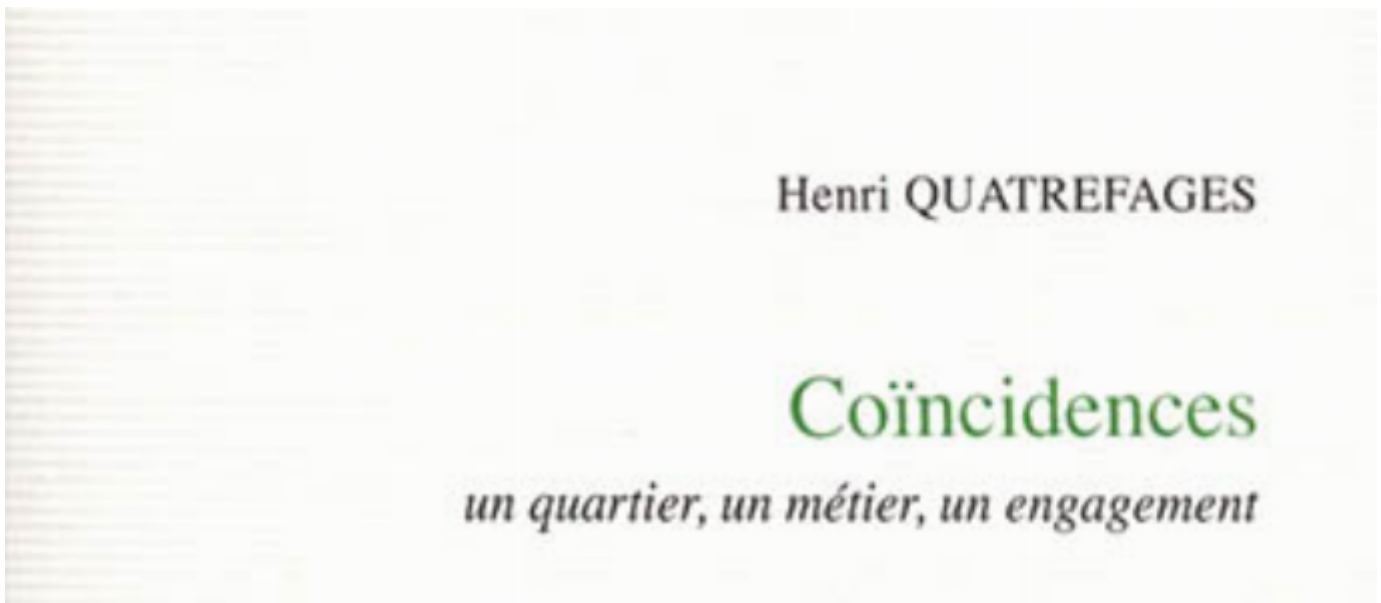 Henri QUATREFAGES
Coïncidences
un quartier, un métier, un engagement